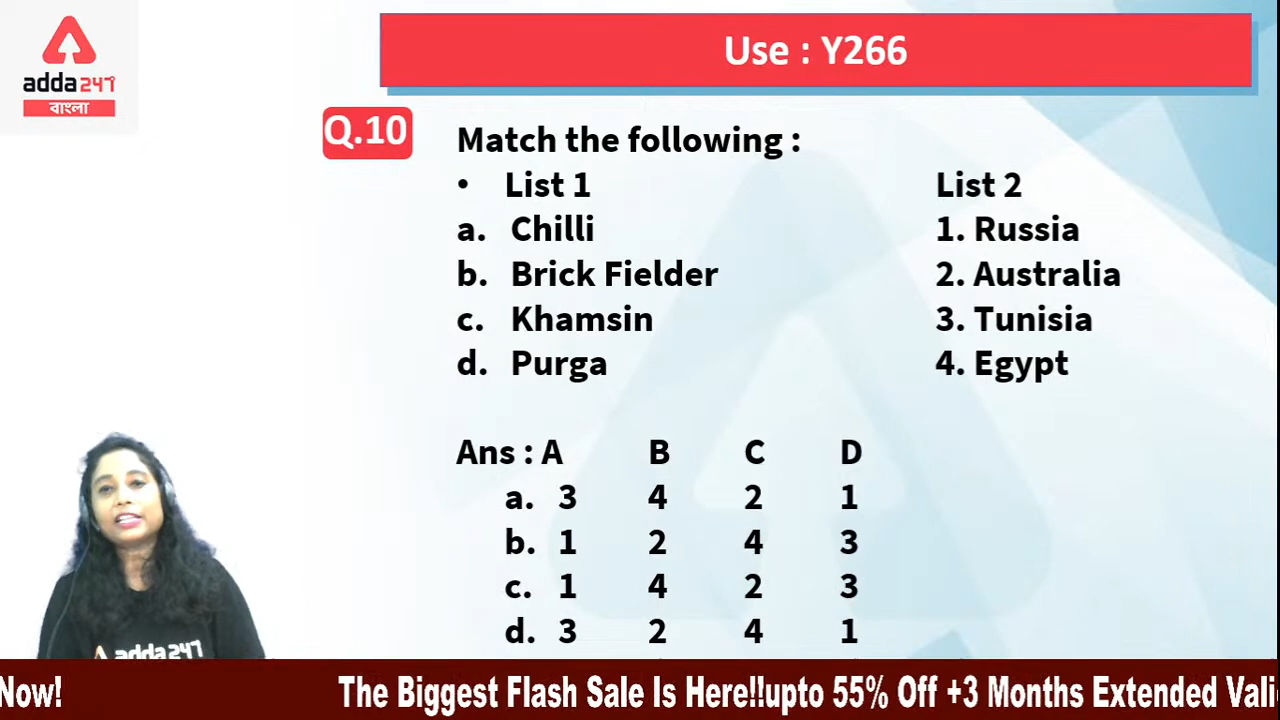 adda247
বাংলা
Use : Y266
Q.10
Match the following :
• List 1 List 2
a. Chilli 1. Russia
b. Brick Fielder 2. Australia
c. Khamsin 3. Tunisia
d. Purga 4. Egypt
Ans : A B C D
a. 3 4 2 1
b. 1 2 4 3
c. 1 4 2 3
d. 3 2 4 1
adda247
Now! The Biggest Flash Sale Is Here!!upto 55% Off +3 Months Extended Vali